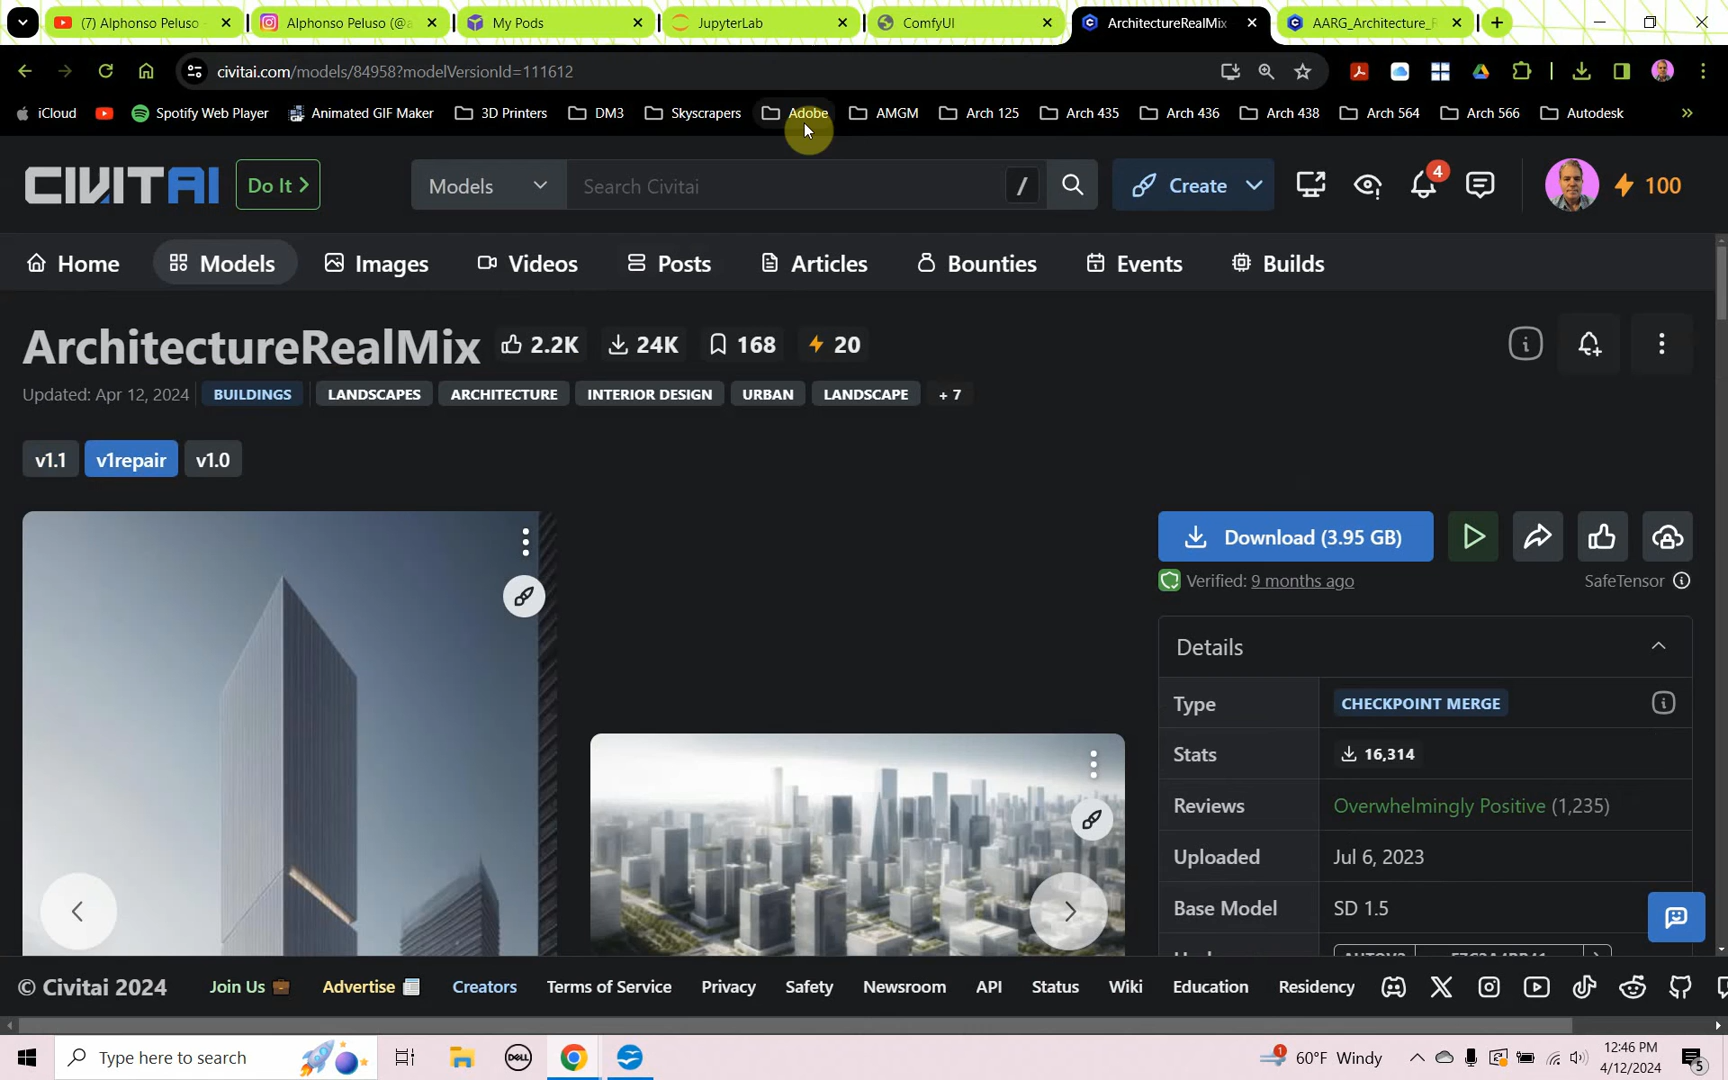 (7) Alphonso Peluso
Alphonso Peluso (@a
My Pods
JupyterLab
ComfyUI
ArchitectureRealMix
AARG_Architecture_R
civitai.com/models/84958?modelVersionId=111612
iCloud
Spotify Web Player
Animated GIF Maker
3D Printers
DM3
Skyscrapers
Adobe
AMGM
Arch 125
Arch 435
Arch 436
Arch 438
Arch 564
Arch 566
Autodesk
»
CIVITAI
Do It >
Models
Search Civitai
/
Create
4
100
Home
Models
Images
Videos
Posts
Articles
Bounties
Events
Builds
ArchitectureRealMix
2.2K
24K
168
20
Updated: Apr 12, 2024
BUILDINGS
LANDSCAPES
ARCHITECTURE
INTERIOR DESIGN
URBAN
LANDSCAPE
+ 7
v1.1
v1repair
v1.0
Download (3.95 GB)
Verified: 9 months ago
SafeTensor
Details
Type
CHECKPOINT MERGE
Stats
16,314
Reviews
Overwhelmingly Positive (1,235)
Uploaded
Jul 6, 2023
Base Model
SD 1.5
© Civitai 2024
Join Us
Advertise
Creators
Terms of Service
Privacy
Safety
Newsroom
API
Status
Wiki
Education
Residency
Type here to search
DELL
1
60°F Windy
12:46 PM
4/12/2024
5